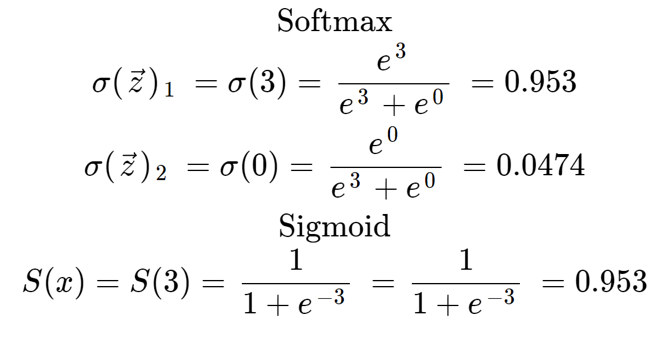 Softmax
σ(z⃗)₁ = σ(3) = e³ / (e³ + e⁰) = 0.953
σ(z⃗)₂ = σ(0) = e⁰ / (e³ + e⁰) = 0.0474
Sigmoid
S(x) = S(3) = 1 / (1 + e⁻³) = 1 / (1 + e⁻³) = 0.953